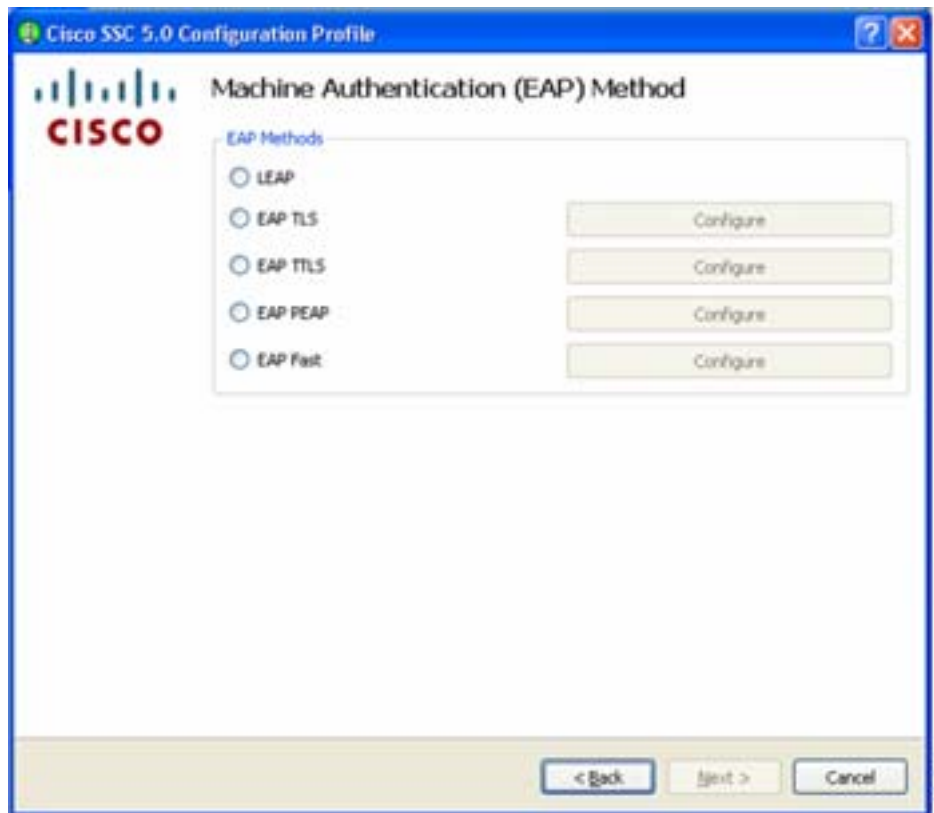 Cisco SSC 5.0 Configuration Profile
CISCO
Machine Authentication (EAP) Method
EAP Methods
LEAP
EAP TLS Configure
EAP TTLS Configure
EAP PEAP Configure
EAP Fast Configure
< Back Next > Cancel